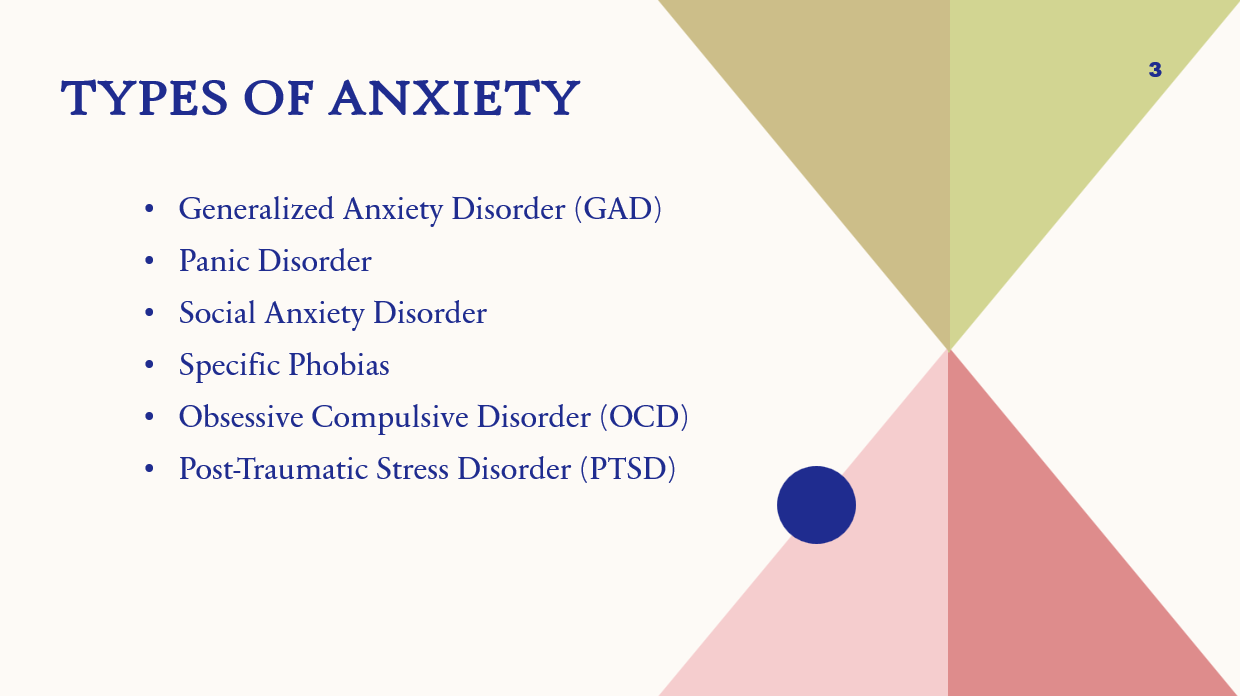 TYPES OF ANXIETY
3
• Generalized Anxiety Disorder (GAD)
• Panic Disorder
• Social Anxiety Disorder
• Specific Phobias
• Obsessive Compulsive Disorder (OCD)
• Post-Traumatic Stress Disorder (PTSD)